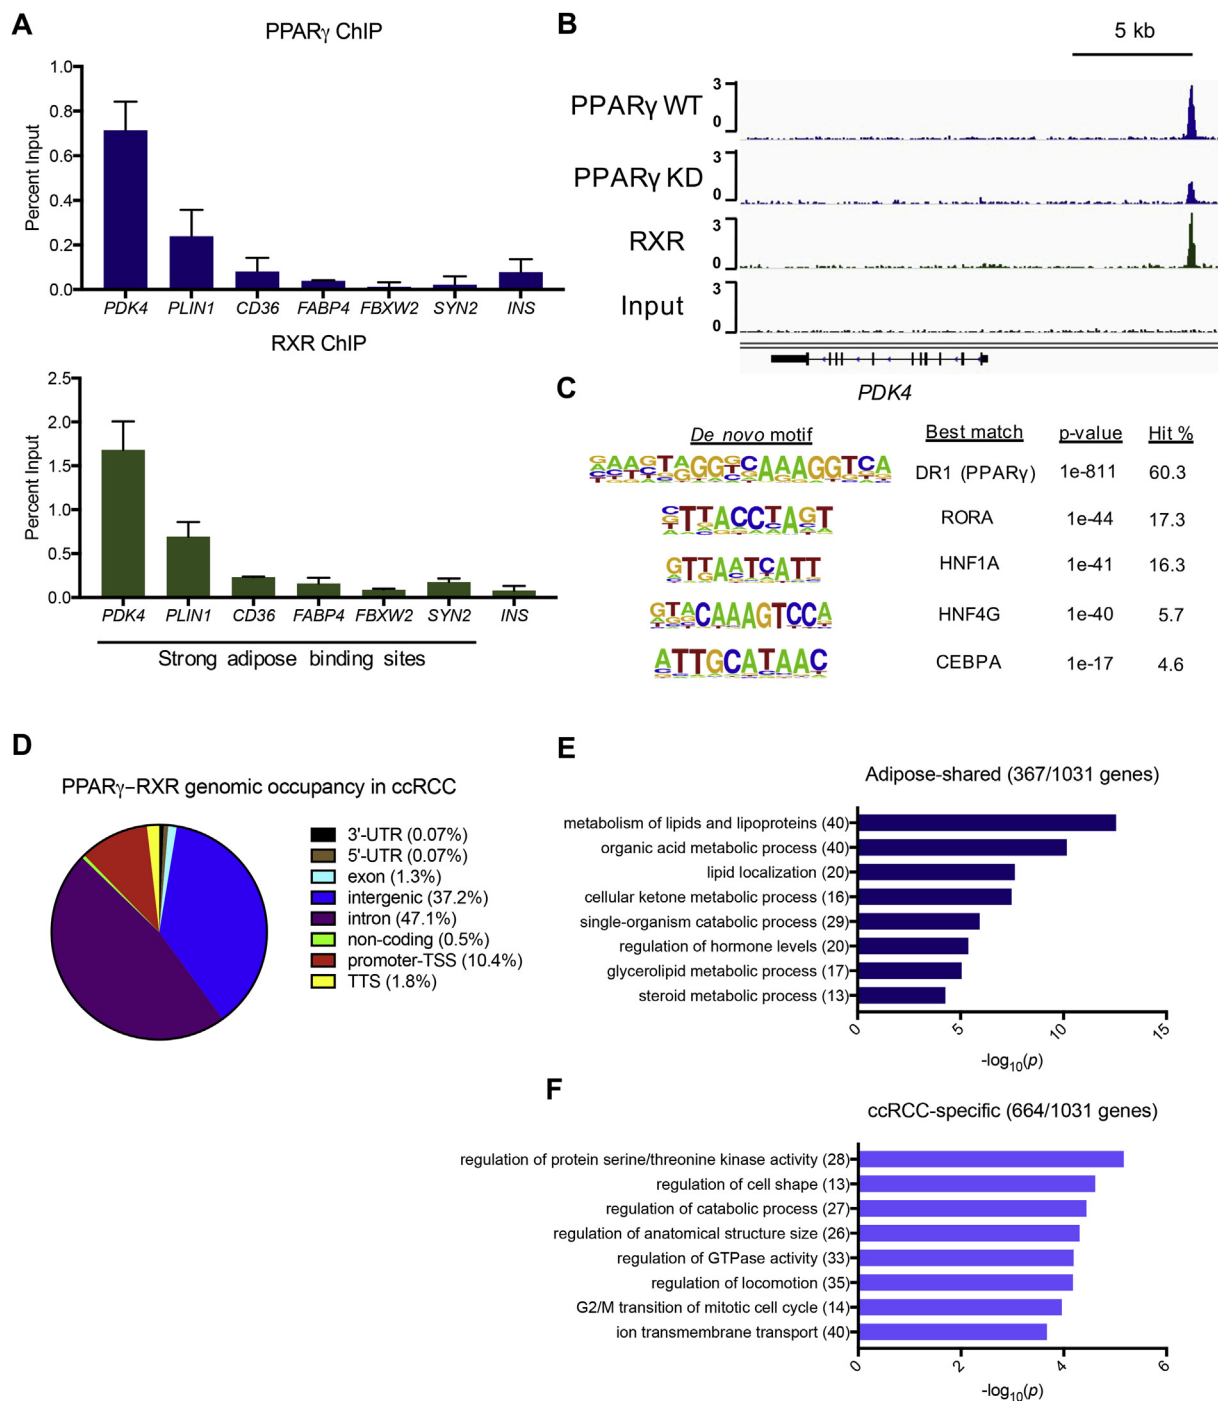 A
PPARγ ChIP
Percent Input
1.0
0.8
0.6
0.4
0.2
0.0
PDK4 PLIN1 CD36 FABP4 FBXW2 SYN2 INS
RXR ChIP
Percent Input
2.5
2.0
1.5
1.0
0.5
0.0
PDK4 PLIN1 CD36 FABP4 FBXW2 SYN2 INS
Strong adipose binding sites
B
5 kb
PPARγ WT
3
0
PPARγ KD
3
0
RXR
3
0
Input
3
0
PDK4
C
De novo motif Best match p-value Hit %
GAAGTAGGGCAAAGGTCA DR1 (PPARγ) 1e-811 60.3
CTTACCTAGT RORA 1e-44 17.3
GTTAATCATT HNF1A 1e-41 16.3
GTACAAAGTCCA HNF4G 1e-40 5.7
ATTGCATAAC CEBPA 1e-17 4.6
D
PPARγ–RXR genomic occupancy in ccRCC
3'-UTR (0.07%)
5'-UTR (0.07%)
exon (1.3%)
intergenic (37.2%)
intron (47.1%)
non-coding (0.5%)
promoter-TSS (10.4%)
TTS (1.8%)
E
Adipose-shared (367/1031 genes)
metabolism of lipids and lipoproteins (40)
organic acid metabolic process (40)
lipid localization (20)
cellular ketone metabolic process (16)
single-organism catabolic process (29)
regulation of hormone levels (20)
glycerolipid metabolic process (17)
steroid metabolic process (13)
0 5 10 15
-log10(p)
F
ccRCC-specific (664/1031 genes)
regulation of protein serine/threonine kinase activity (28)
regulation of cell shape (13)
regulation of catabolic process (27)
regulation of anatomical structure size (26)
regulation of GTPase activity (33)
regulation of locomotion (35)
G2/M transition of mitotic cell cycle (14)
ion transmembrane transport (40)
0 2 4 6
-log10(p)